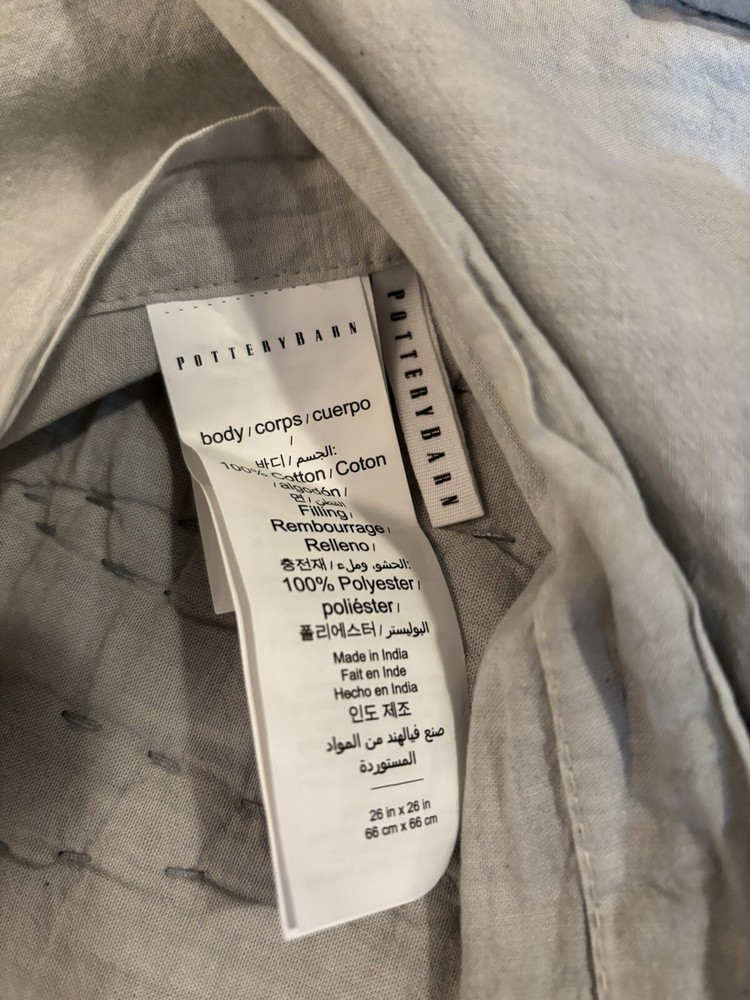 POTTERYBARN
body / corps / cuerpo
/
바디 / الجسم:
100% Cotton / Coton
/ algodón /
면 / القطن
Filling /
Rembourrage /
Relleno /
충전재 / الحشو، وملء:
100% Polyester /
poliéster /
폴리에스터 / البوليستر
Made in India
Fait en Inde
Hecho en India
인도 제조
صنع فيالهند من المواد
المستوردة
26 in x 26 in
66 cm x 66 cm
POTTERYBARN